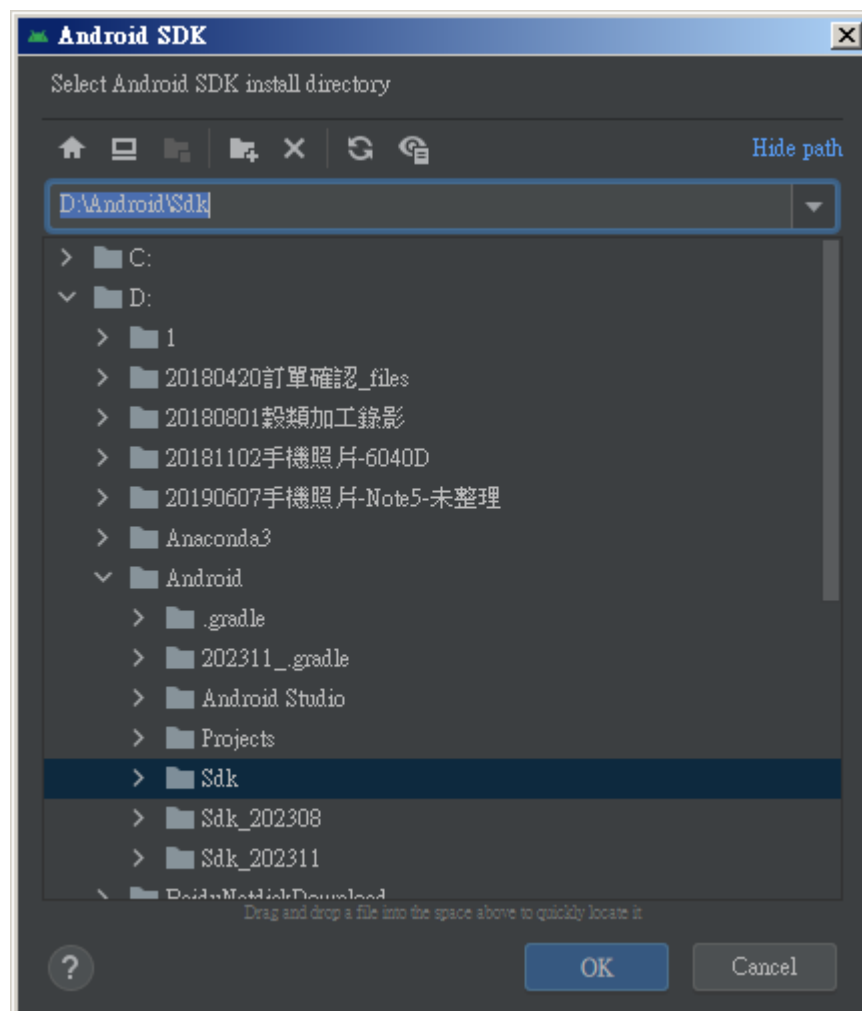 Android SDK
Select Android SDK install directory
Hide path
D:\Android\Sdk
C:
D:
1
20180420訂單確認_files
20180801穀類加工錄影
20181102手機照片-6040D
20190607手機照片-Note5-未整理
Anaconda3
Android
.gradle
202311_.gradle
Android Studio
Projects
Sdk
Sdk_202308
Sdk_202311
BaiduNetdiskDownload
Drag and drop a file into the space above to quickly locate it
?
OK
Cancel